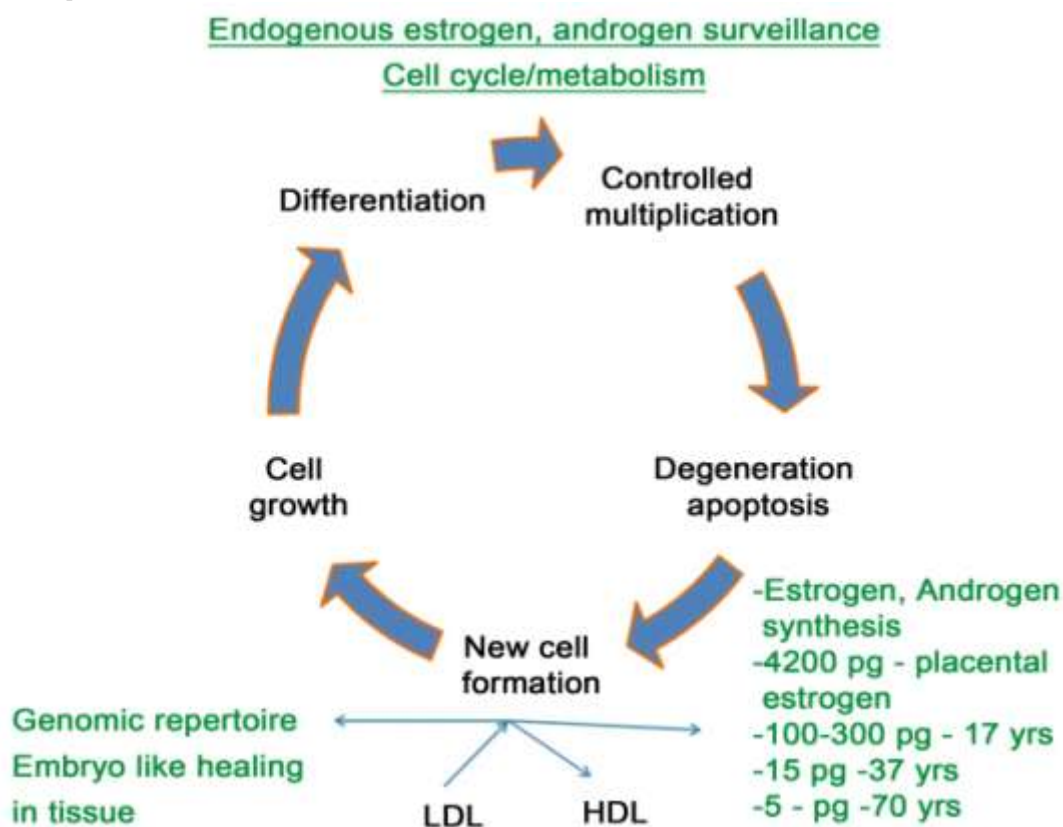 Endogenous estrogen, androgen surveillance
Cell cycle/metabolism
Differentiation
Controlled
multiplication
Cell
growth
Degeneration
apoptosis
New cell
formation
-Estrogen, Androgen
synthesis
-4200 pg - placental
estrogen
-100-300 pg - 17 yrs
-15 pg -37 yrs
-5 - pg -70 yrs
Genomic repertoire
Embryo like healing
in tissue
LDL
HDL